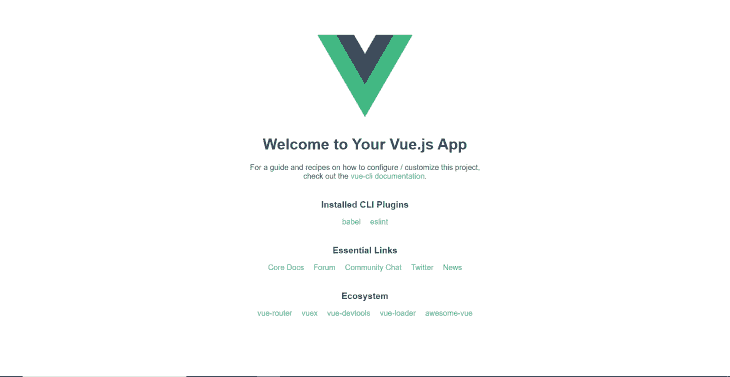 Welcome to Your Vue.js App
For a guide and recipes on how to configure / customize this project,
check out the vue-cli documentation.
Installed CLI Plugins
babel eslint
Essential Links
Core Docs Forum Community Chat Twitter News
Ecosystem
vue-router vuex vue-devtools vue-loader awesome-vue